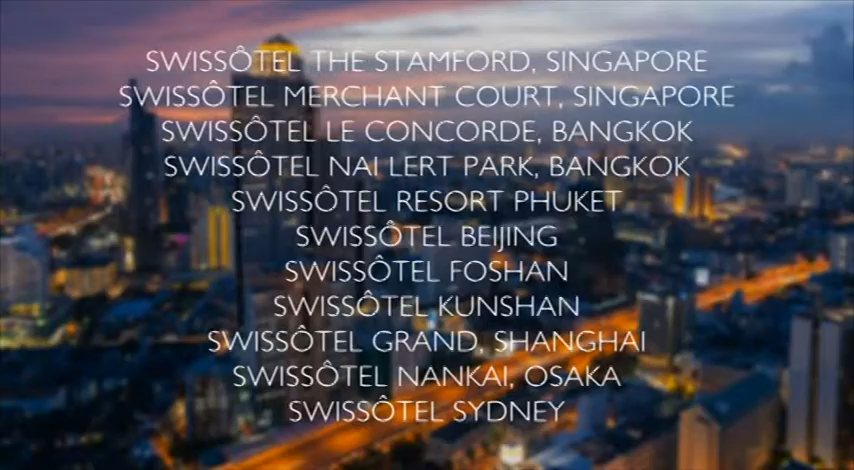 SWISSÔTEL THE STAMFORD, SINGAPORE
SWISSÔTEL MERCHANT COURT, SINGAPORE
SWISSÔTEL LE CONCORDE, BANGKOK
SWISSÔTEL NAI LERT PARK, BANGKOK
SWISSÔTEL RESORT PHUKET
SWISSÔTEL BEIJING
SWISSÔTEL FOSHAN
SWISSÔTEL KUNSHAN
SWISSÔTEL GRAND, SHANGHAI
SWISSÔTEL NANKAI, OSAKA
SWISSÔTEL SYDNEY